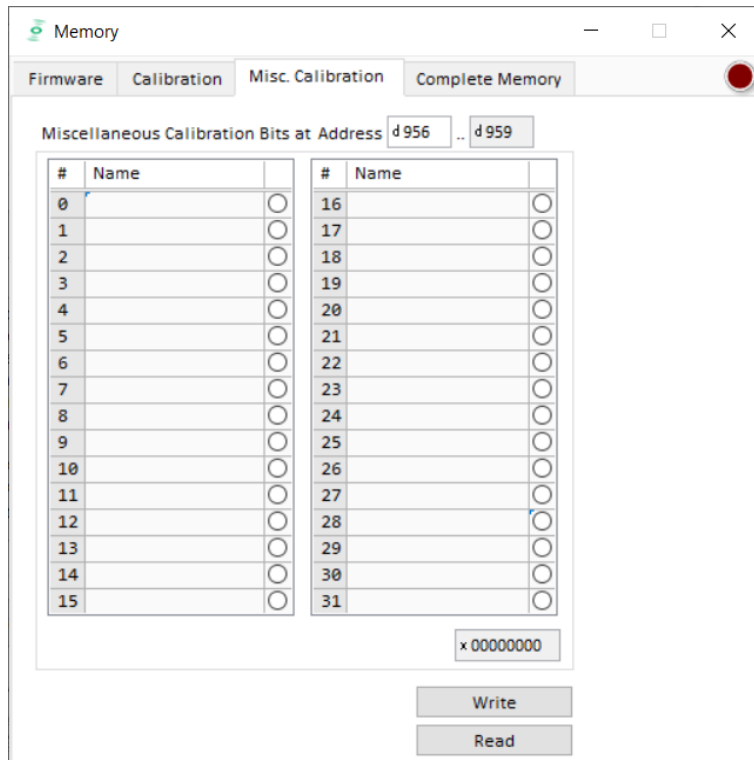 Memory
Firmware Calibration Misc. Calibration Complete Memory
Miscellaneous Calibration Bits at Address d 956 .. d 959
# Name # Name
0 16
1 17
2 18
3 19
4 20
5 21
6 22
7 23
8 24
9 25
10 26
11 27
12 28
13 29
14 30
15 31
x 00000000
Write
Read